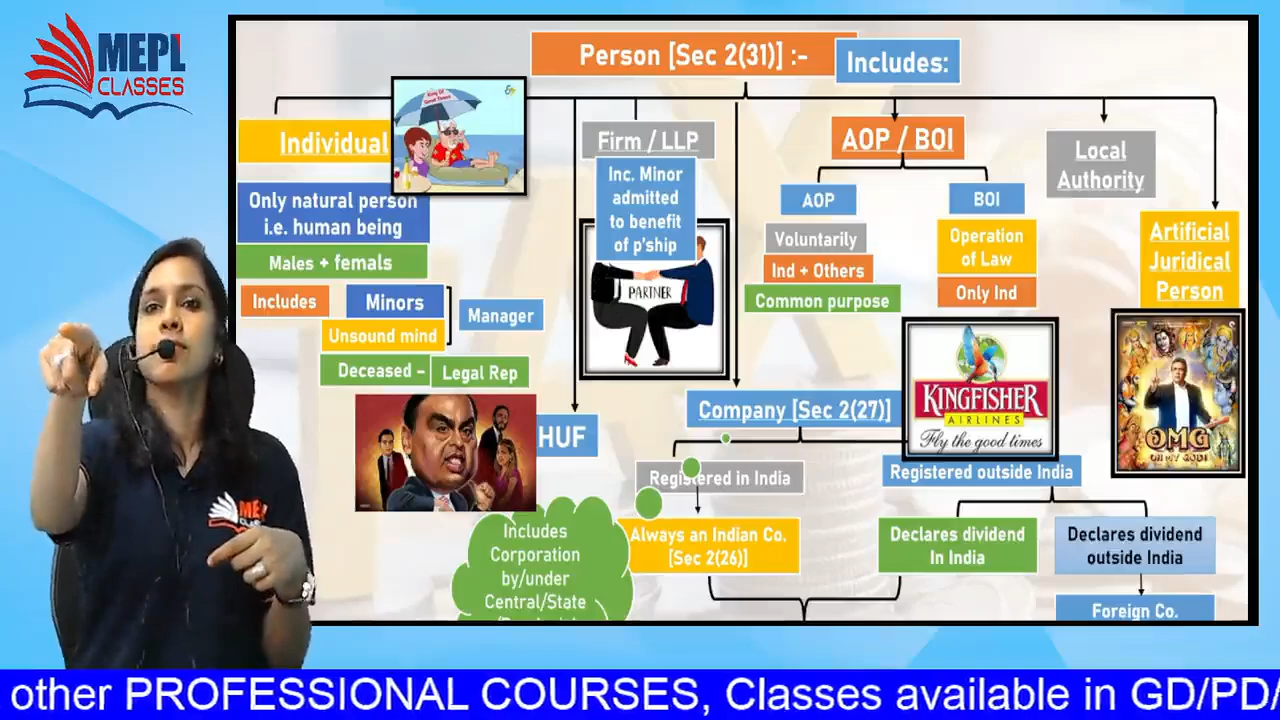 MEPL
CLASSES
Person [Sec 2(31)] :-
Includes:
Individual
Only natural person
i.e. human being
Males + females
Includes
Minors
Unsound mind
Manager
Deceased –
Legal Rep
HUF
Firm / LLP
Inc. Minor
admitted
to benefit
of p'ship
PARTNER
AOP / BOI
AOP
Voluntarily
Ind + Others
Common purpose
BOI
Operation
of Law
Only Ind
Local
Authority
Artificial
Juridical
Person
OMG
OH MY GOD!
Company [Sec 2(27)]
KINGFISHER
AIRLINES
Fly the good times
Registered in India
Registered outside India
Includes
Corporation
by/under
Central/State
Always an Indian Co.
[Sec 2(26)]
Declares dividend
In India
Declares dividend
outside India
Foreign Co.
other PROFESSIONAL COURSES, Classes available in GD/PD/